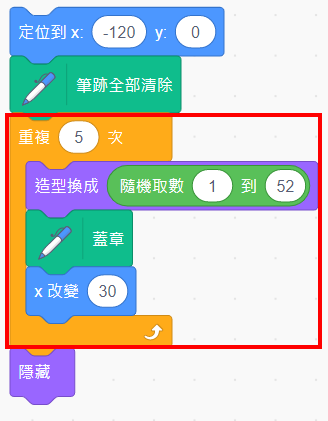 定位到 x: -120 y: 0
筆跡全部清除
重複 5 次
造型換成 隨機取數 1 到 52
蓋章
x 改變 30
隱藏